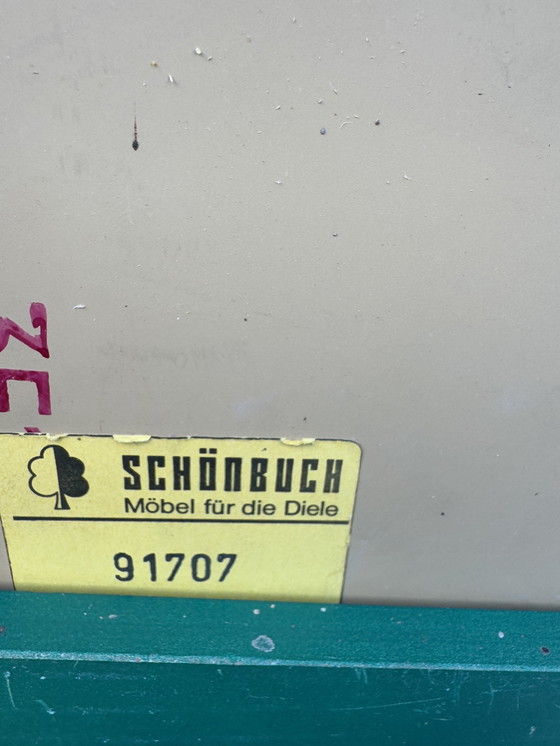 SCHÖNBUCH
Möbel für die Diele
91707